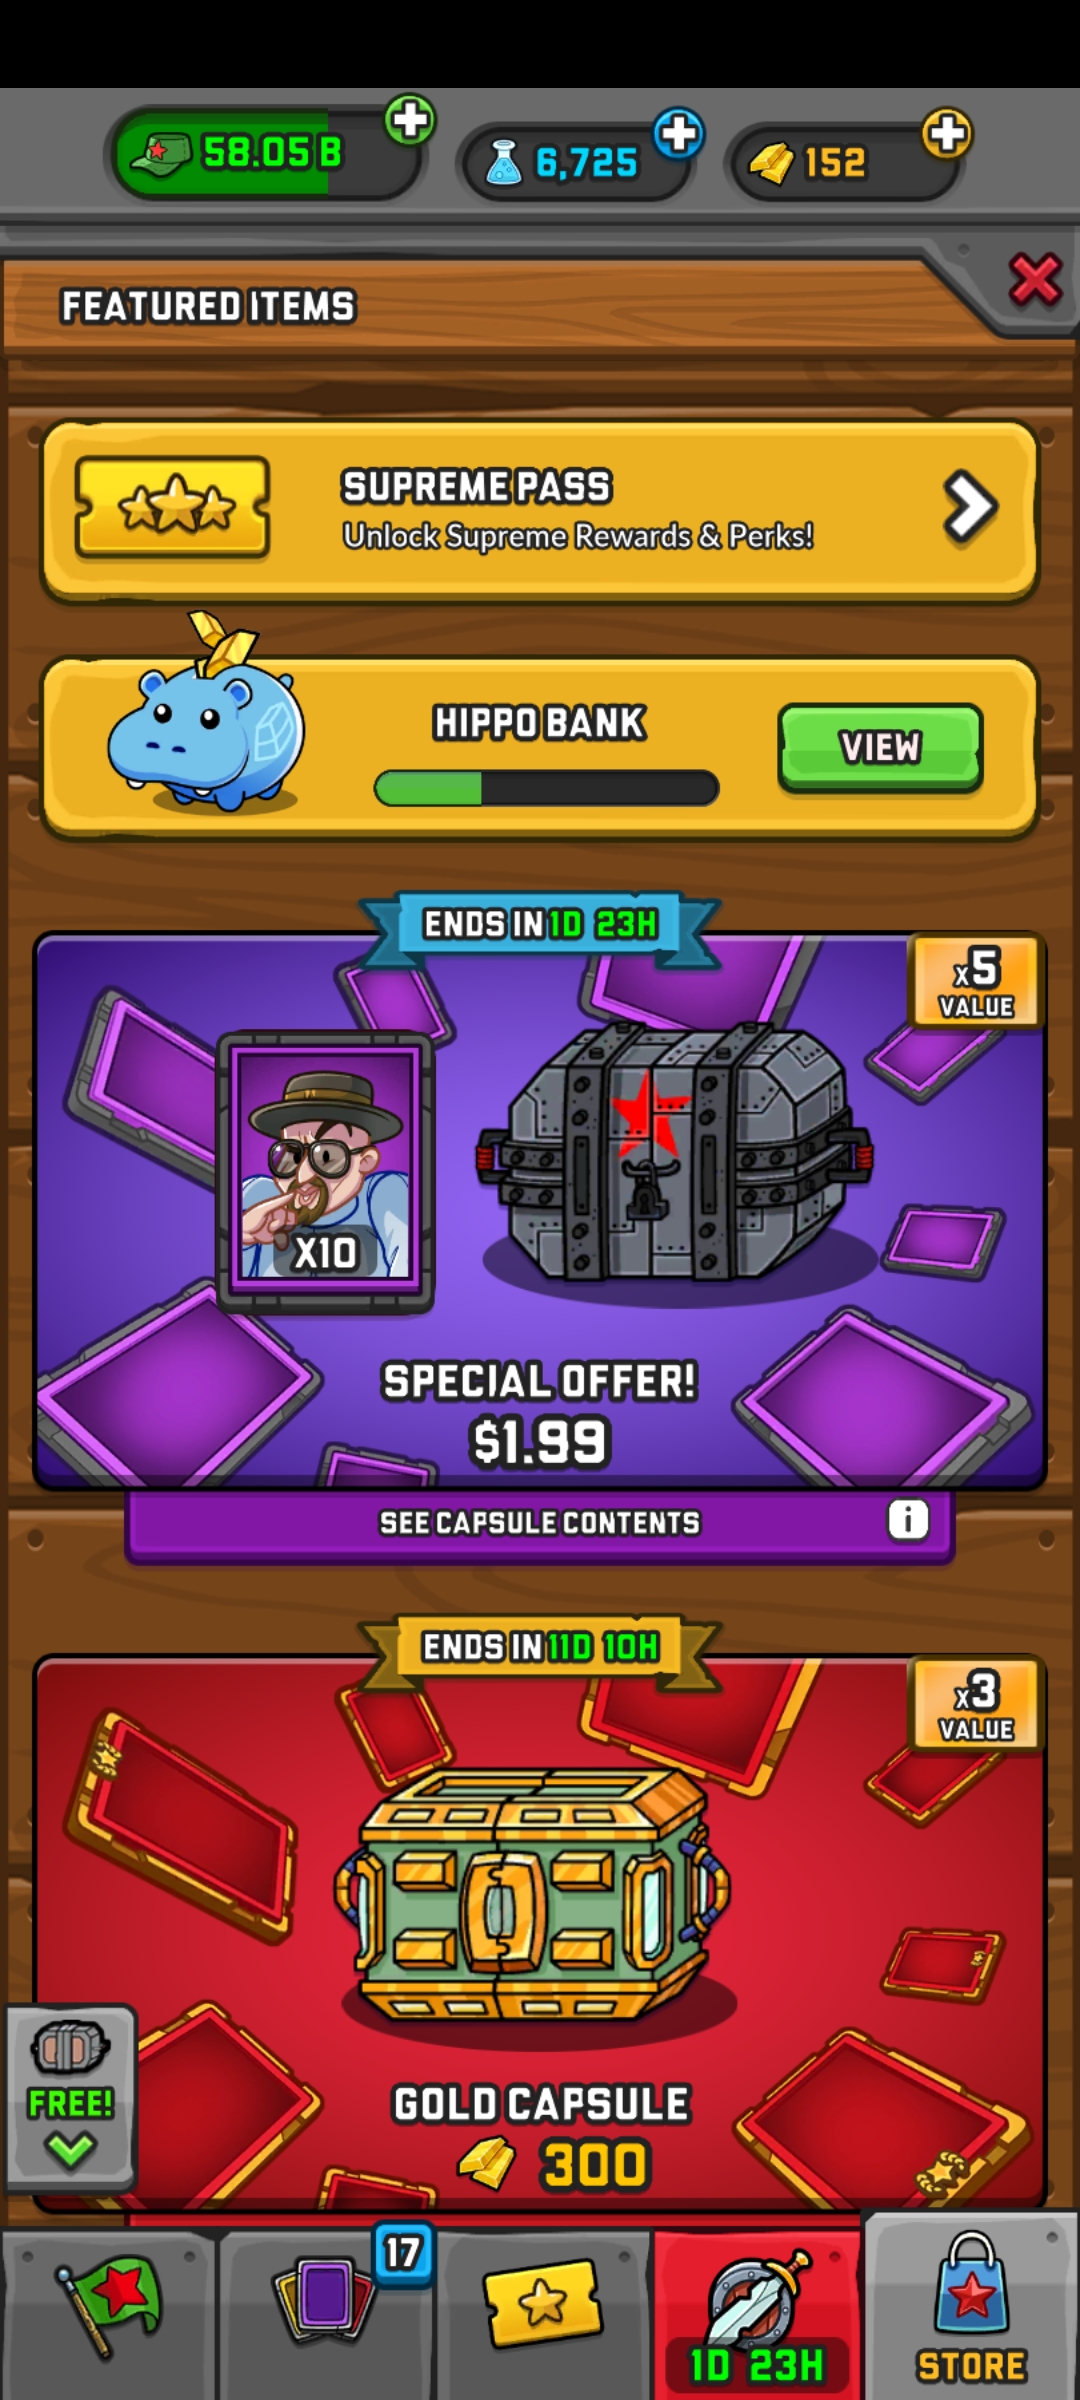 58.05B
6,725
152
FEATURED ITEMS
SUPREME PASS
Unlock Supreme Rewards & Perks!
HIPPO BANK
VIEW
ENDS IN 1D 23H
x5
VALUE
X10
SPECIAL OFFER!
$1.99
SEE CAPSULE CONTENTS
i
ENDS IN 11D 10H
x3
VALUE
GOLD CAPSULE
300
FREE!
17
1D 23H
STORE